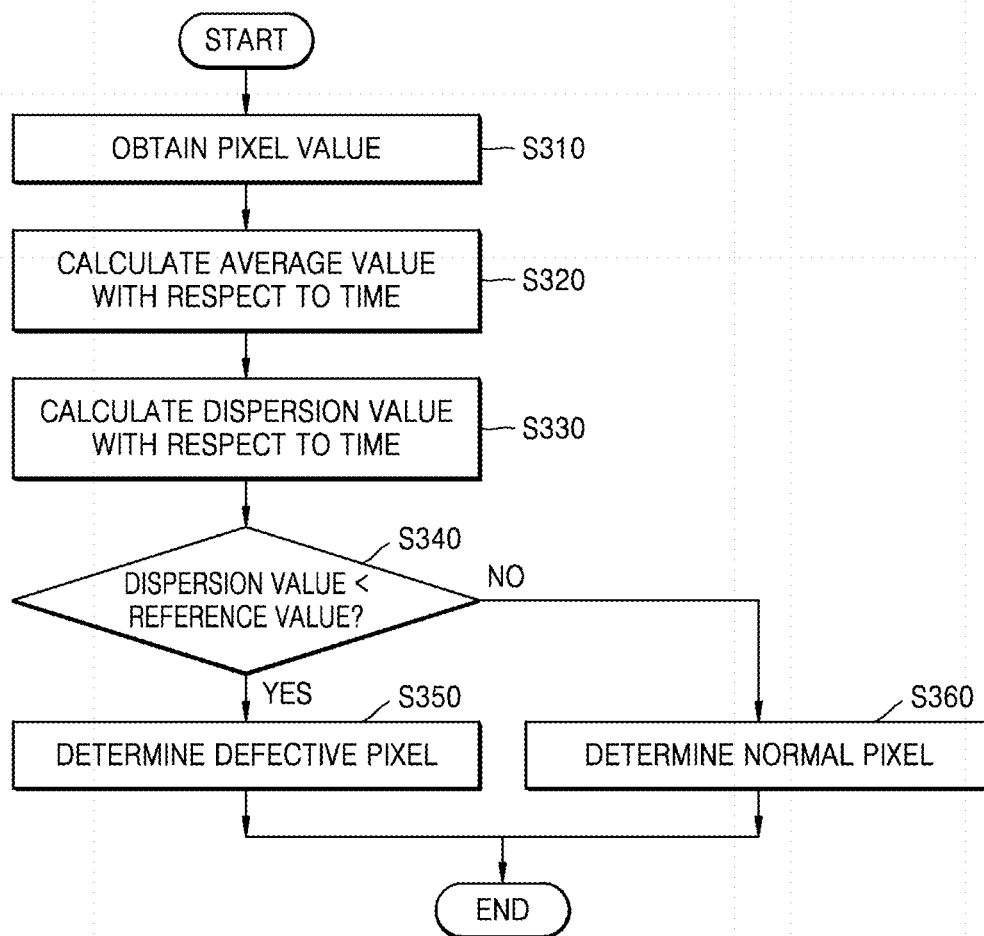 START
OBTAIN PIXEL VALUE
S310
CALCULATE AVERAGE VALUE
WITH RESPECT TO TIME
S320
CALCULATE DISPERSION VALUE
WITH RESPECT TO TIME
S330
S340
DISPERSION VALUE <
REFERENCE VALUE?
NO
YES
S350
S360
DETERMINE DEFECTIVE PIXEL
DETERMINE NORMAL PIXEL
END